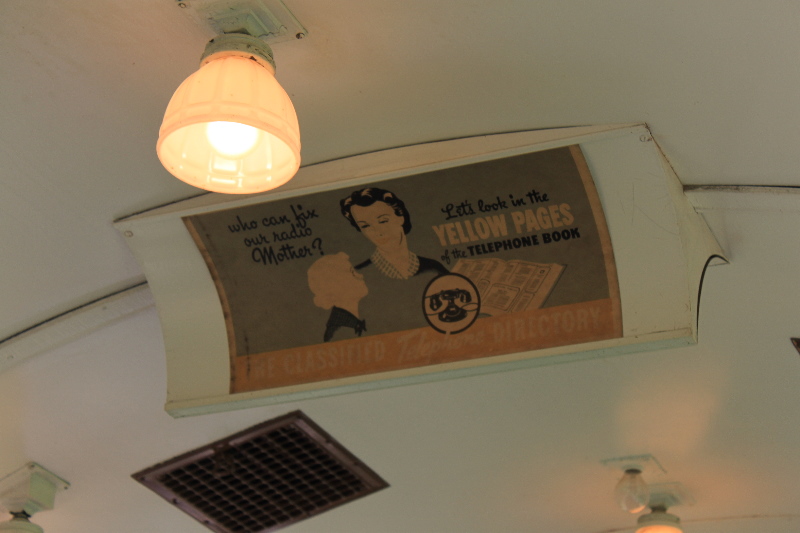 who can fix
our radio
Mother?
Let's look in the
YELLOW PAGES
of the TELEPHONE BOOK
THE CLASSIFIED Telephone DIRECTORY